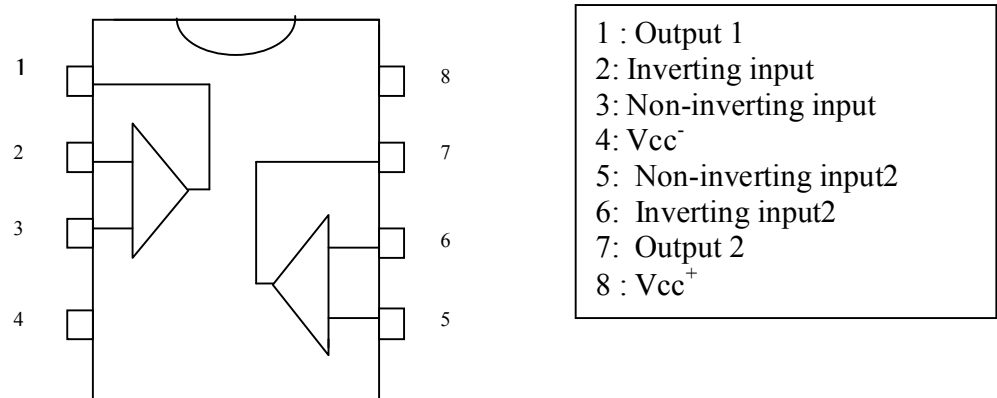 1
2
3
4
8
7
6
5
1 : Output 1
2: Inverting input
3: Non-inverting input
4: Vcc⁻
5: Non-inverting input2
6: Inverting input2
7: Output 2
8 : Vcc⁺